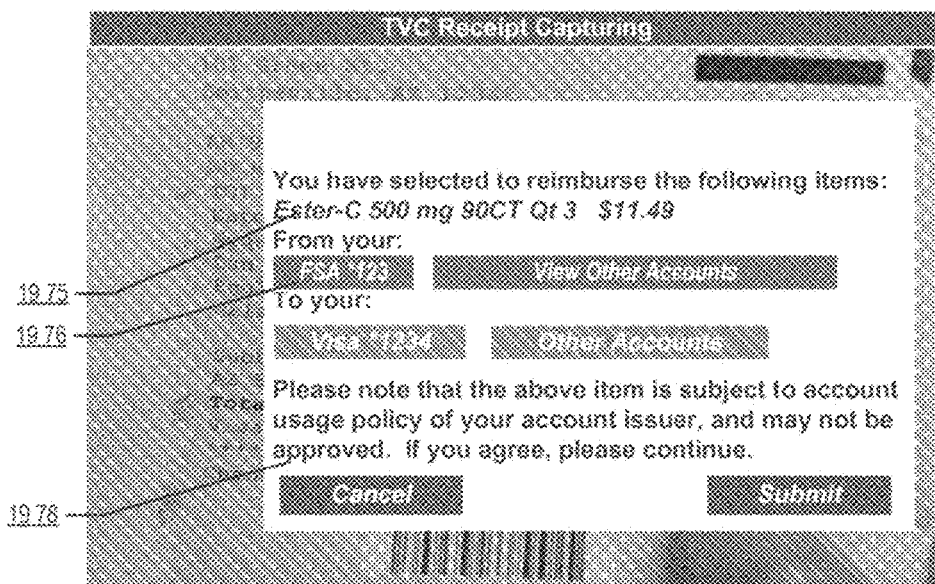 TVC Receipt Capturing
You have selected to reimburse the following items:
Ester-C 500 mg 90CT Qt 3 $11.49
From your:
FSA *123 View Other Accounts
19.75
To your:
19.76
Visa *1234 Other Accounts
Please note that the above item is subject to account
Tota
usage policy of your account issuer, and may not be
approved. If you agree, please continue.
Cancel Submit
19.78